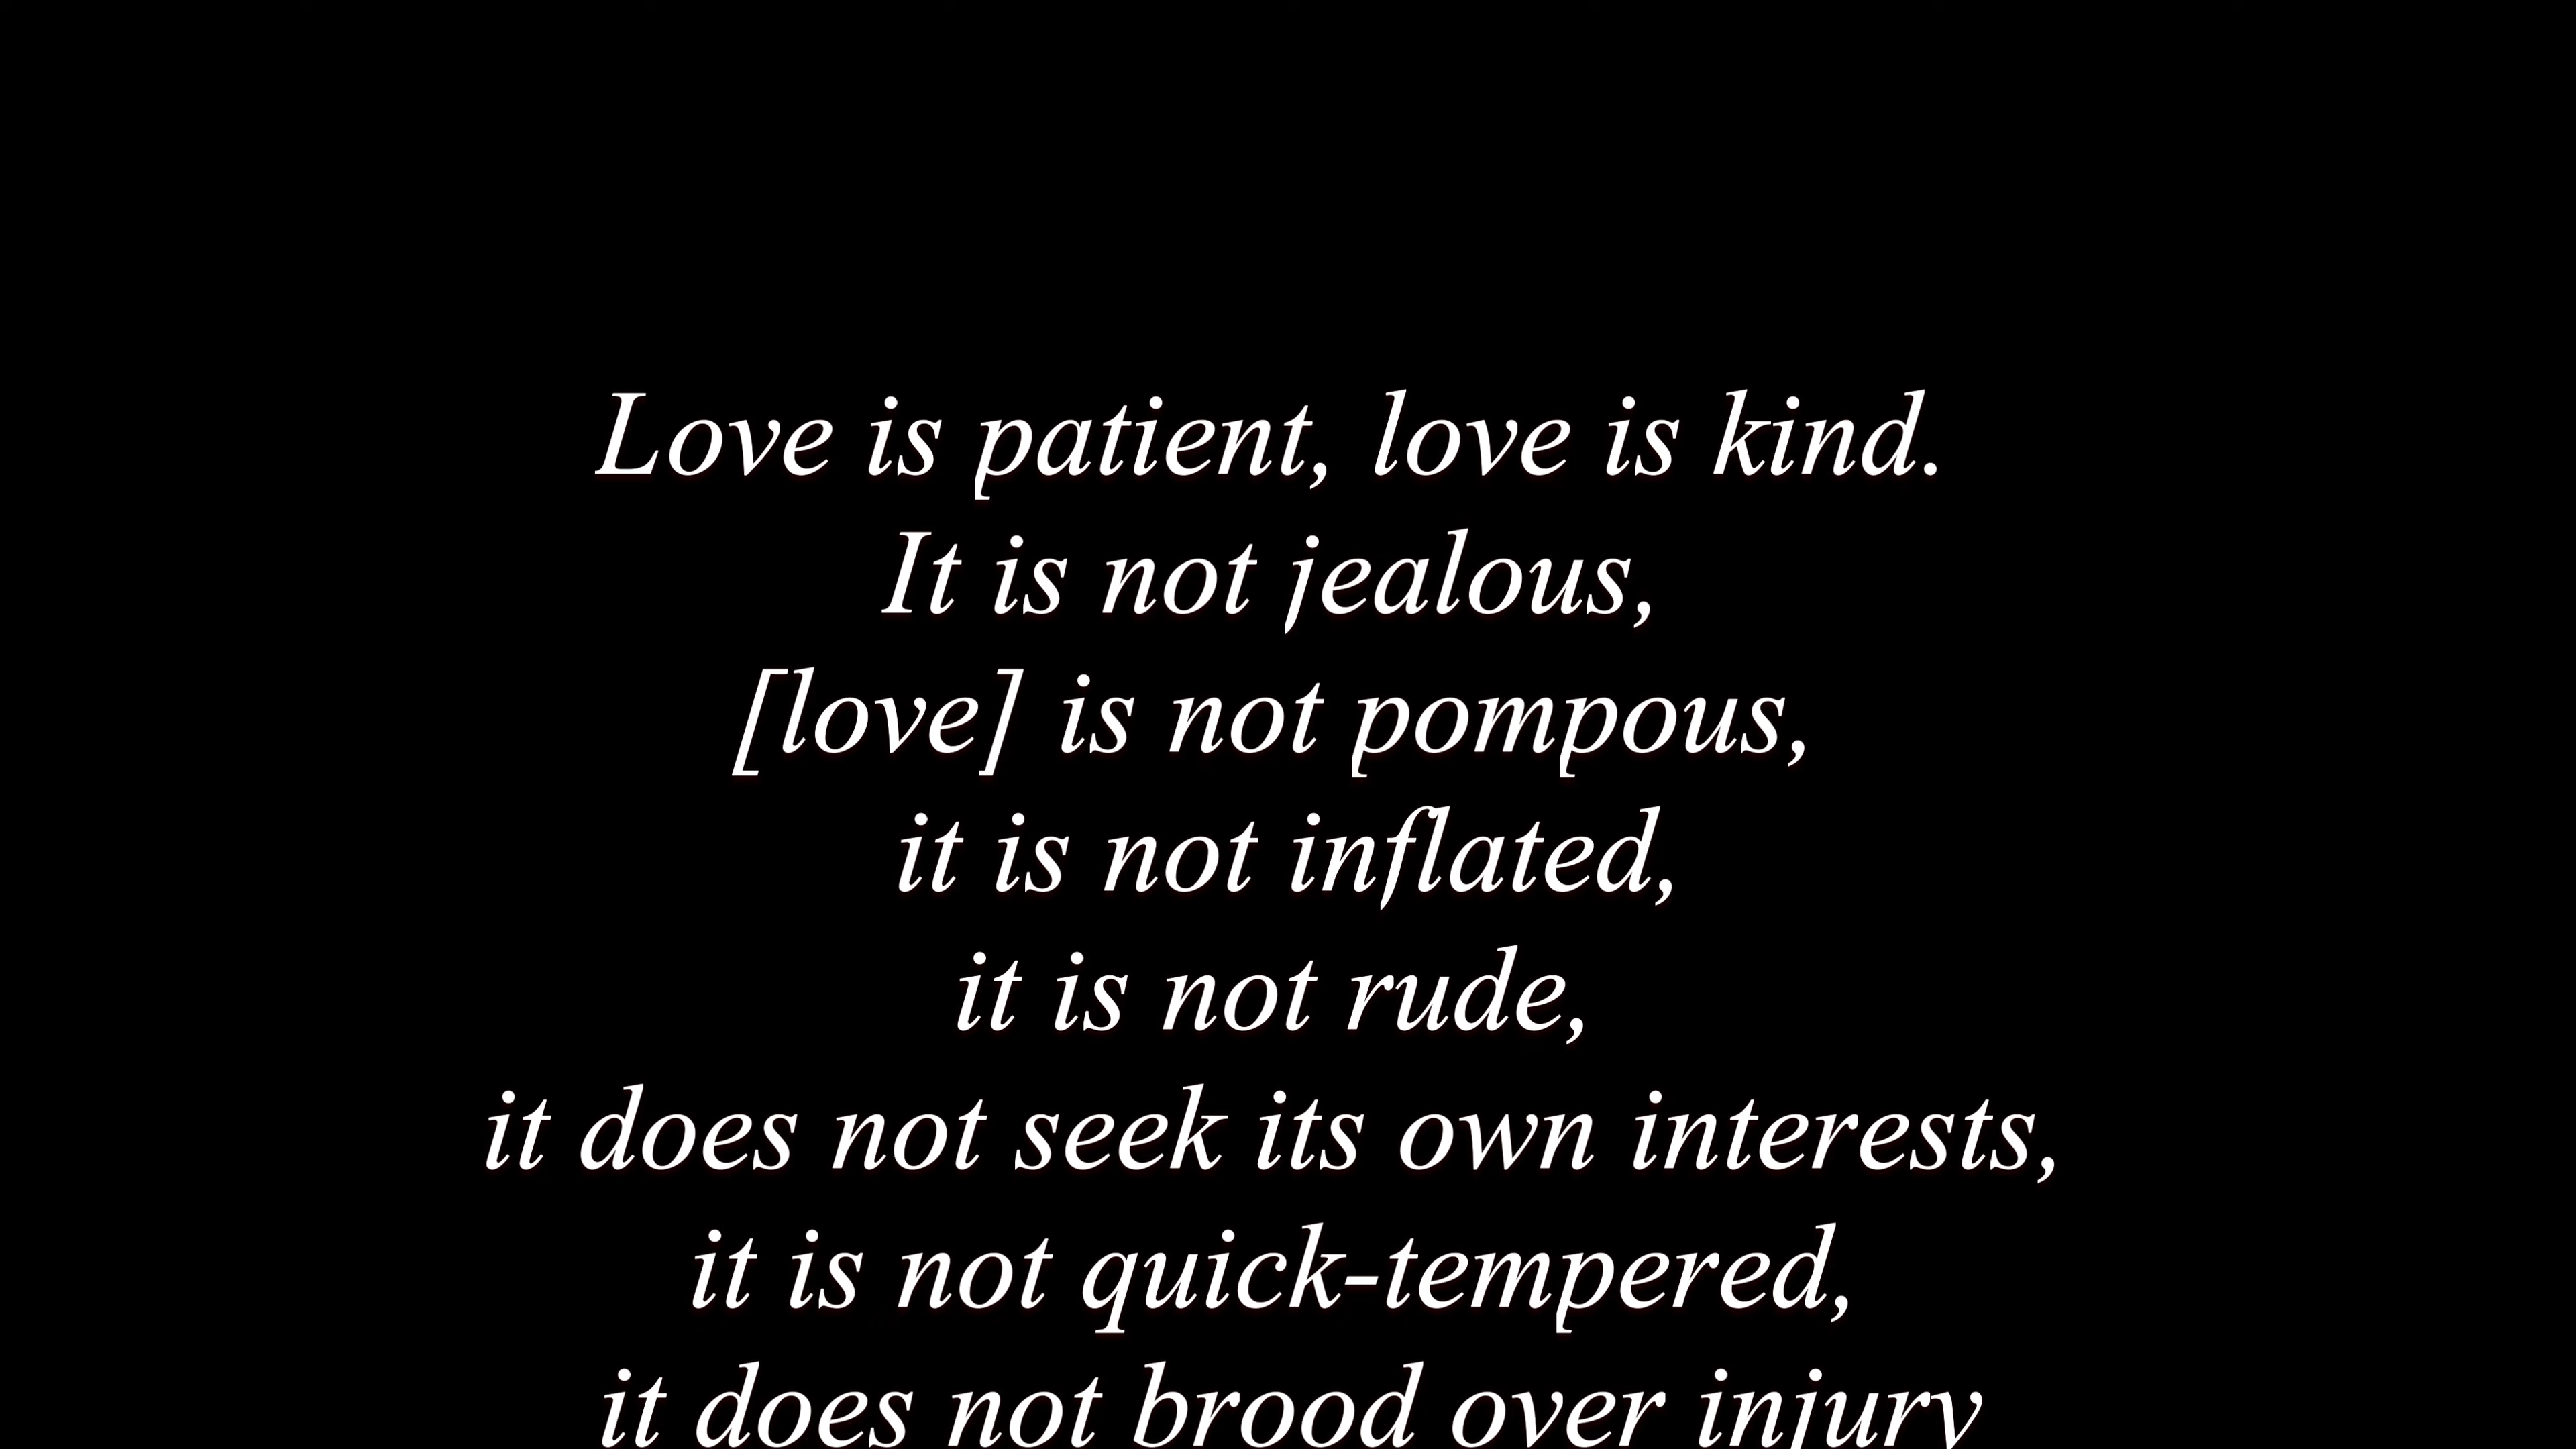 Love is patient, love is kind.
It is not jealous,
[love] is not pompous,
it is not inflated,
it is not rude,
it does not seek its own interests,
it is not quick-tempered,
it does not brood over injury